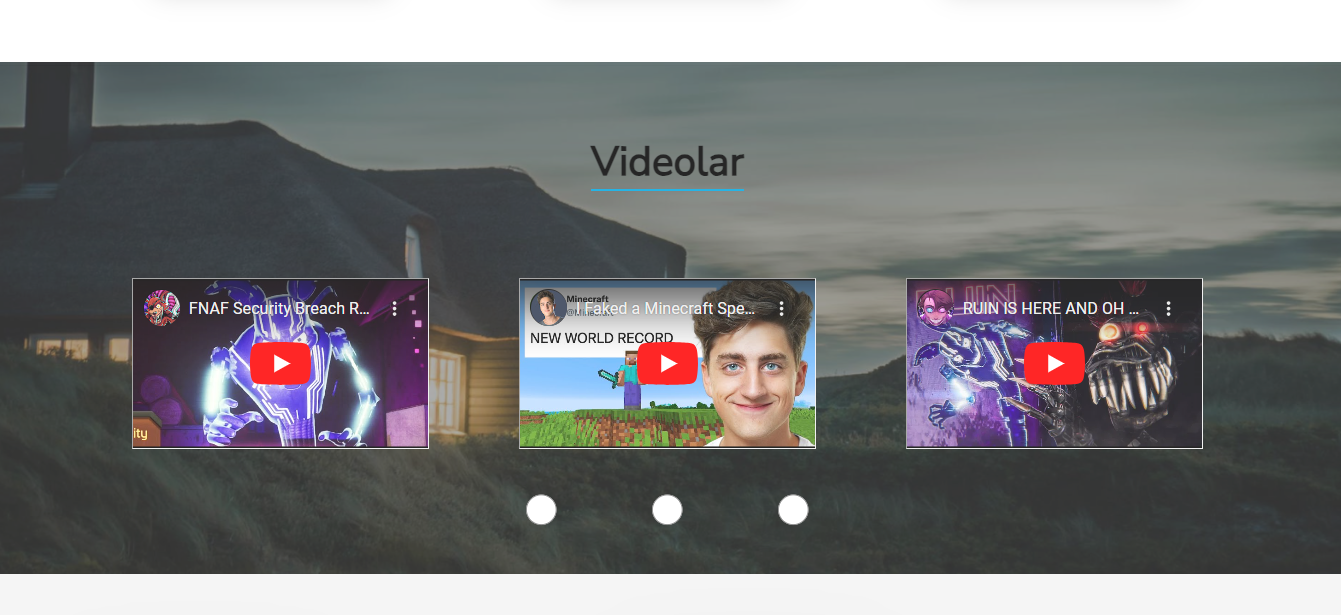 Videolar
FNAF Security Breach R...
ity
Minecraft
I Faked a Minecraft Spe...
NEW WORLD RECORD
RUIN IS HERE AND OH ...
RUIN